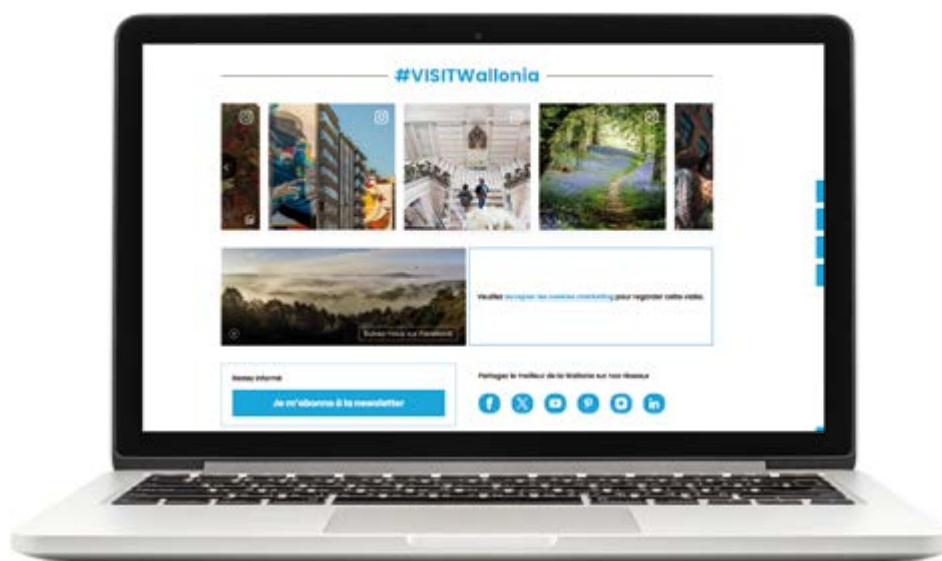 #VISITWallonia
Suivez-nous sur Facebook
Veuillez accepter les cookies marketing pour regarder cette vidéo.
Restez informé
Partagez le meilleur de la Wallonie sur nos réseaux
Je m'abonne à la newsletter